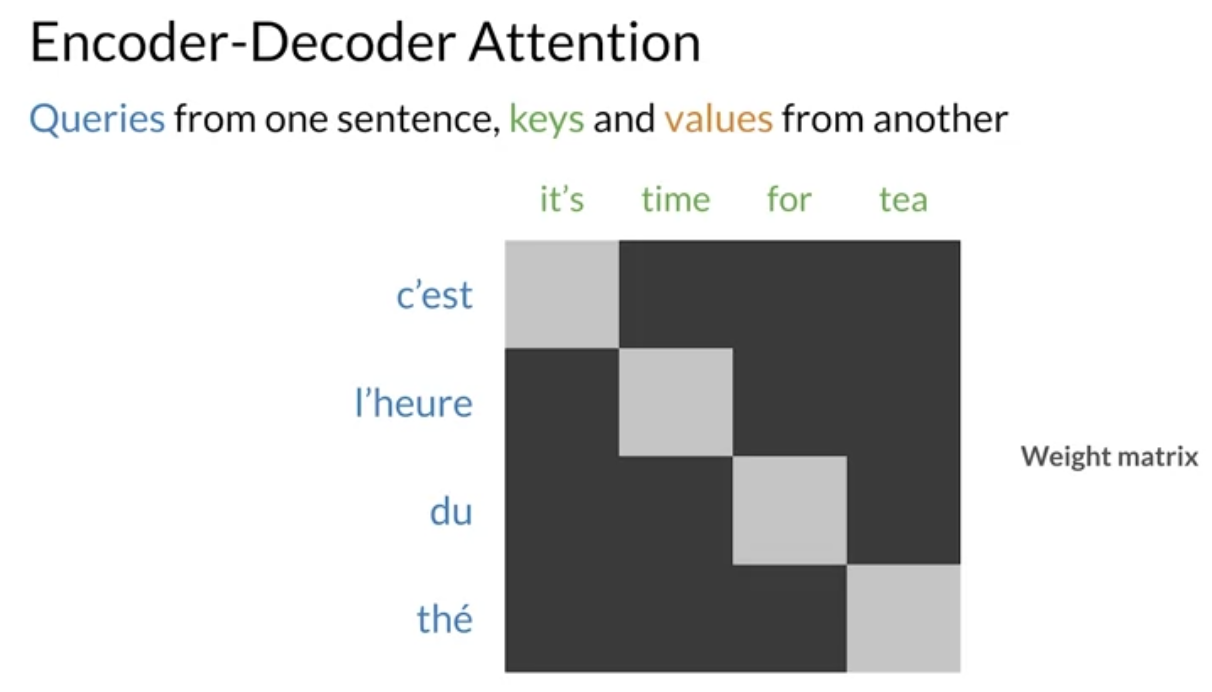 Encoder-Decoder Attention
Queries from one sentence, keys and values from another
it's time for tea
c'est
l'heure
Weight matrix
du
thé